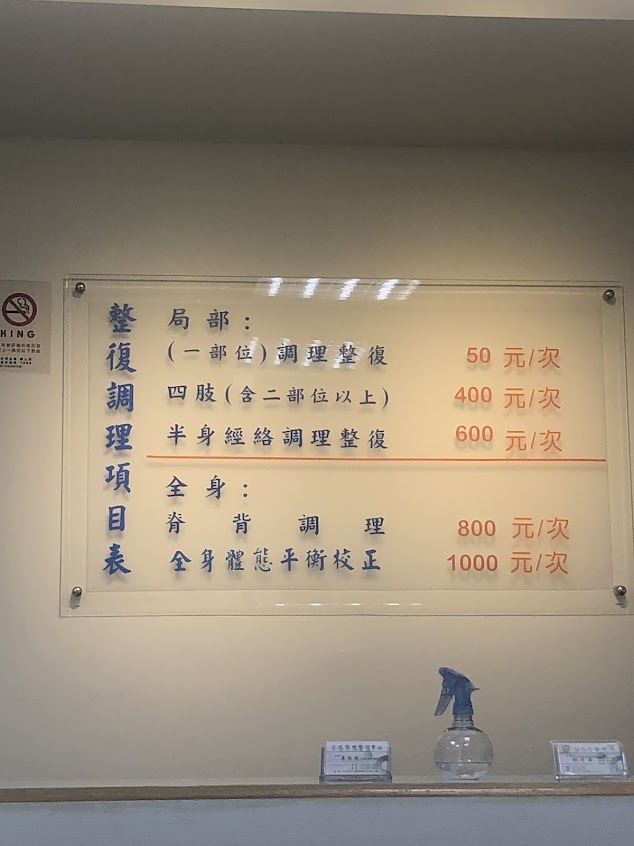 整復調理項目表
局部：
(一部位)調理整復 50 元/次
四肢(含二部位以上) 400 元/次
半身經絡調理整復 600 元/次
全身：
脊背調理 800 元/次
全身體態平衡校正 1000 元/次
KING